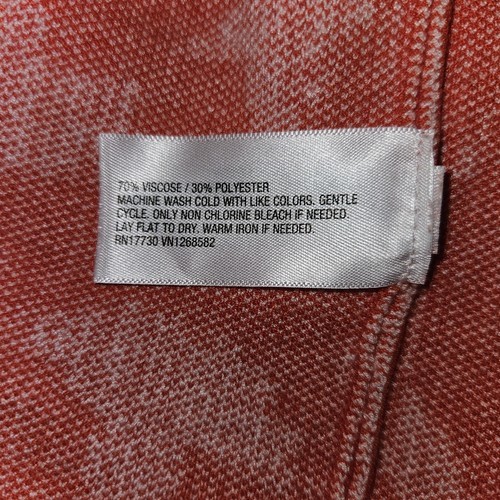 70% VISCOSE / 30% POLYESTER
MACHINE WASH COLD WITH LIKE COLORS. GENTLE
CYCLE. ONLY NON CHLORINE BLEACH IF NEEDED.
LAY FLAT TO DRY. WARM IRON IF NEEDED.
RN17730 VN1268582